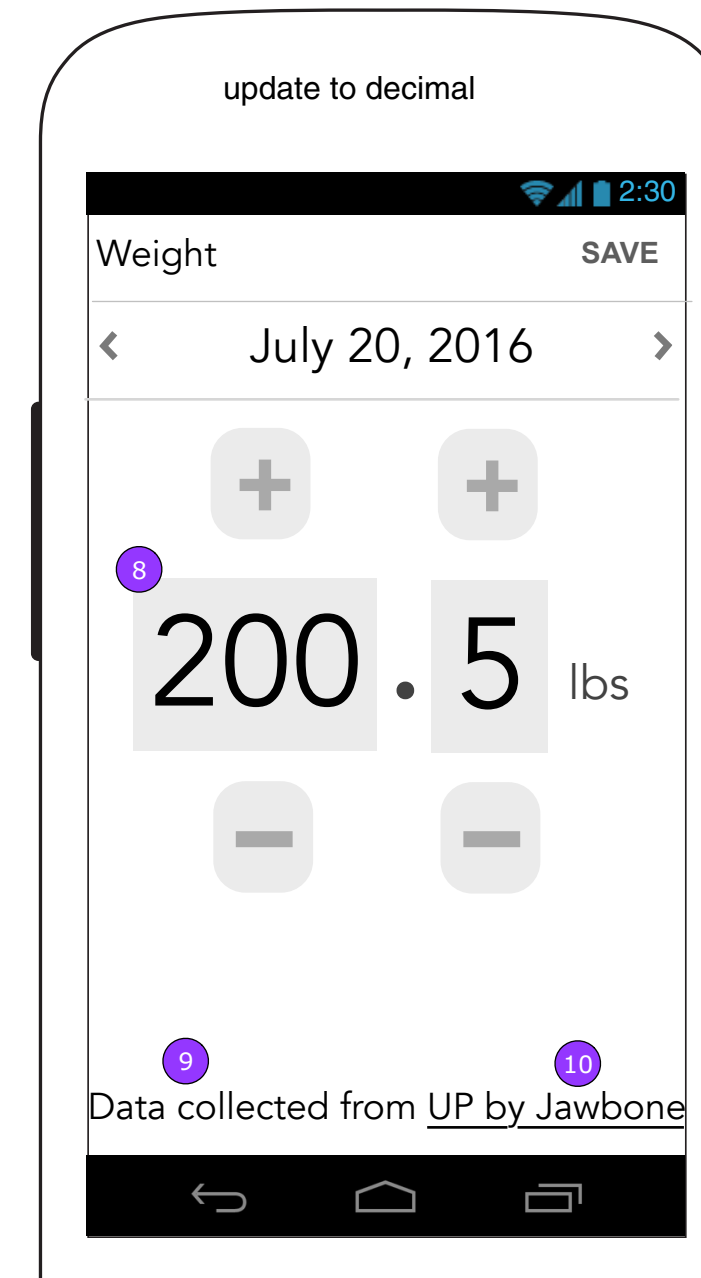 update to decimal
2:30
Weight SAVE
July 20, 2016
8
200 . 5 lbs
9 10
Data collected from UP by Jawbone